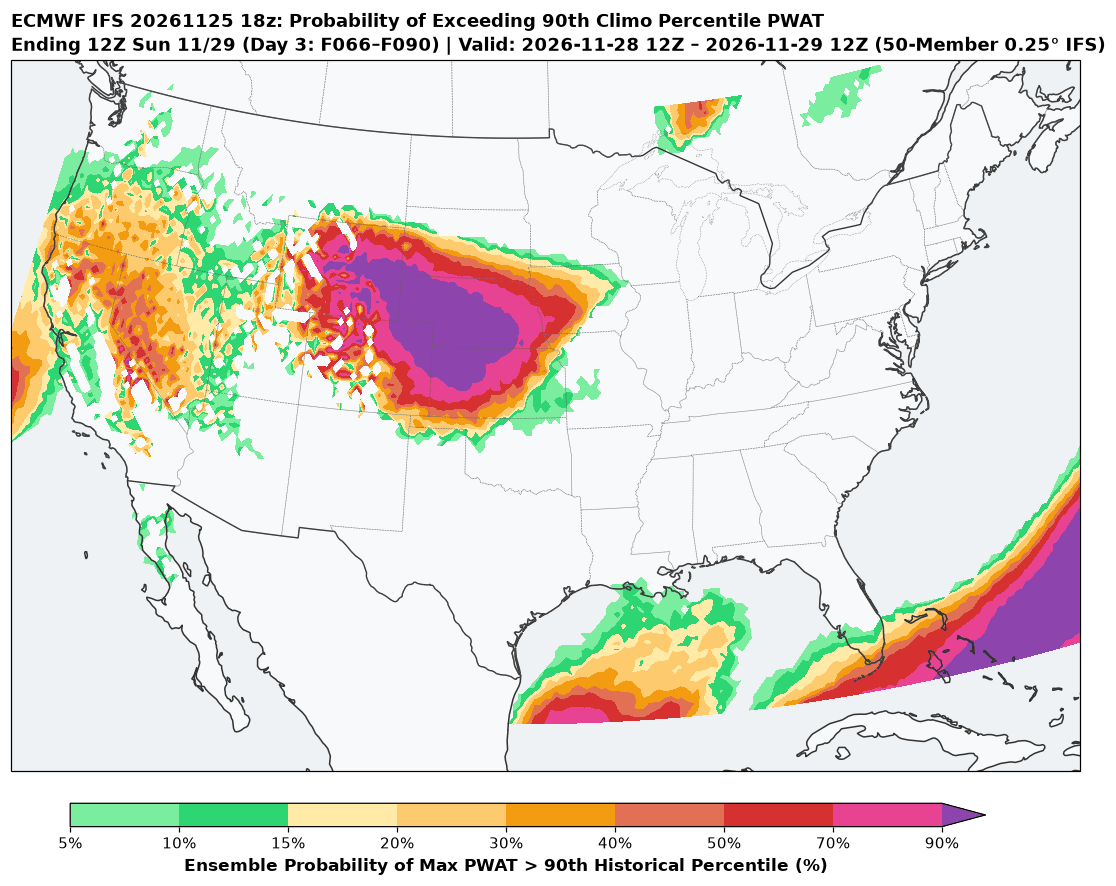 ECMWF IFS 20261125 18z: Probability of Exceeding 90th Climo Percentile PWAT
Ending 12Z Sun 11/29 (Day 3: F066–F090) | Valid: 2026-11-28 12Z – 2026-11-29 12Z (50-Member 0.25° IFS)
5% 10% 15% 20% 30% 40% 50% 70% 90%
Ensemble Probability of Max PWAT > 90th Historical Percentile (%)